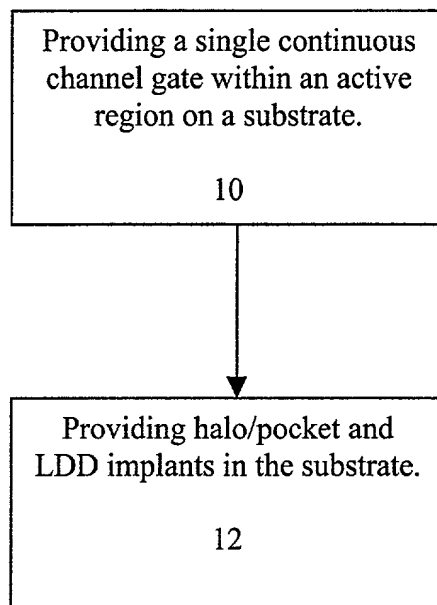 Providing a single continuous
channel gate within an active
region on a substrate.
10
Providing halo/pocket and
LDD implants in the substrate.
12